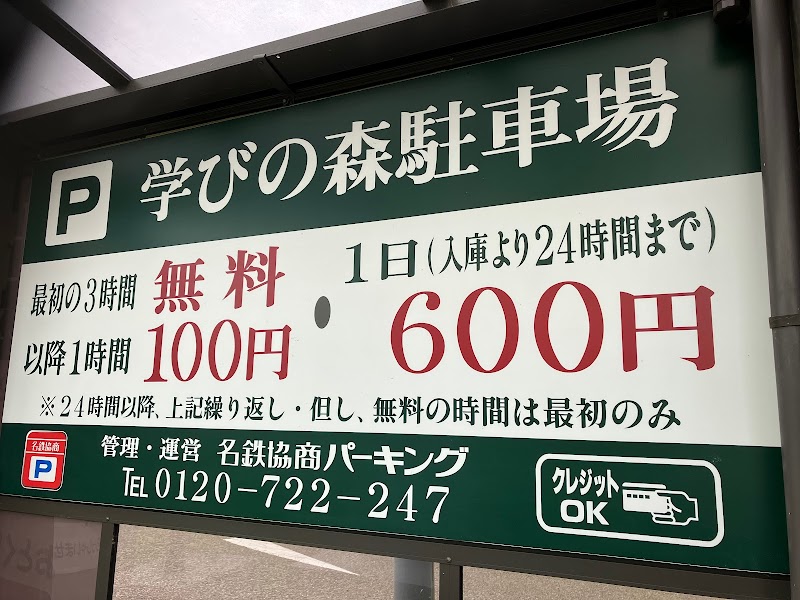 P 学びの森駐車場
最初の3時間 無料
以降1時間 100円
・
1日(入庫より24時間まで)
600円
※24時間以降、上記繰り返し・但し、無料の時間は最初のみ
名鉄協商
P
管理・運営 名鉄協商パーキング
TEL 0120-722-247
クレジット
OK